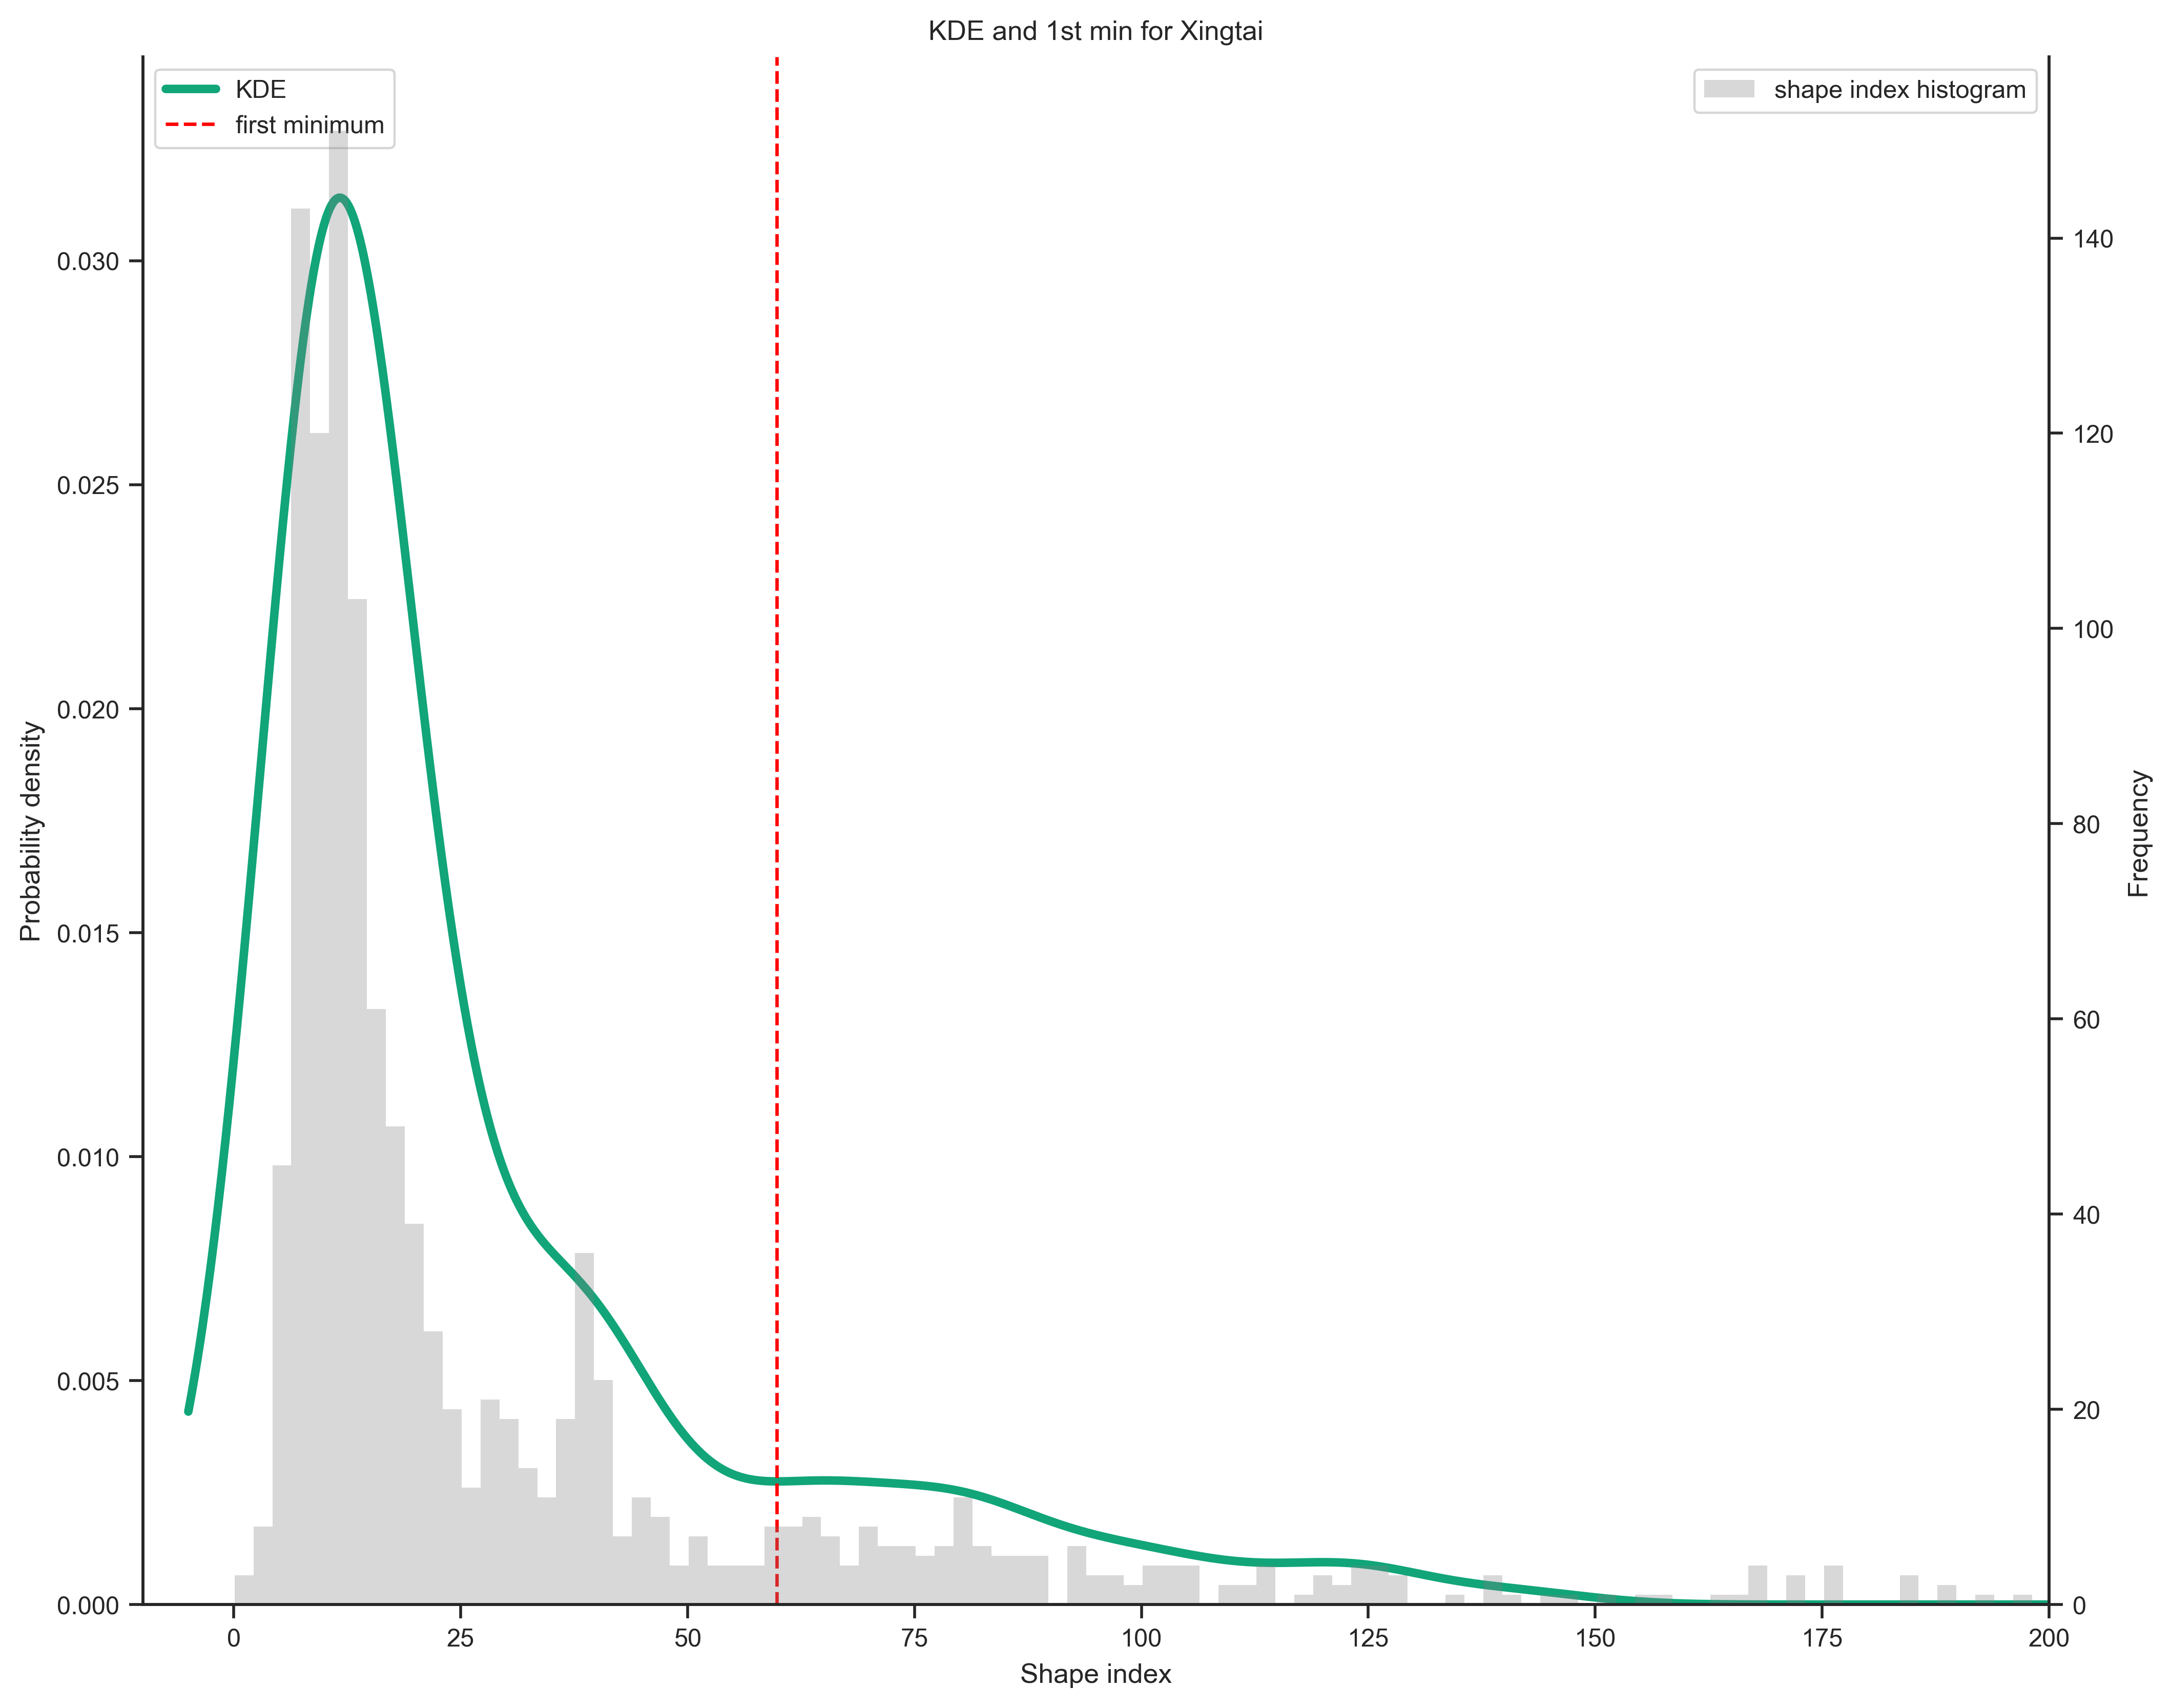 KDE and 1st min for Xingtai
KDE
first minimum
shape index histogram
0.030
0.025
0.020
0.015
0.010
0.005
0.000
Probability density
140
120
100
80
60
40
20
0
Frequency
0 25 50 75 100 125 150 175 200
Shape index